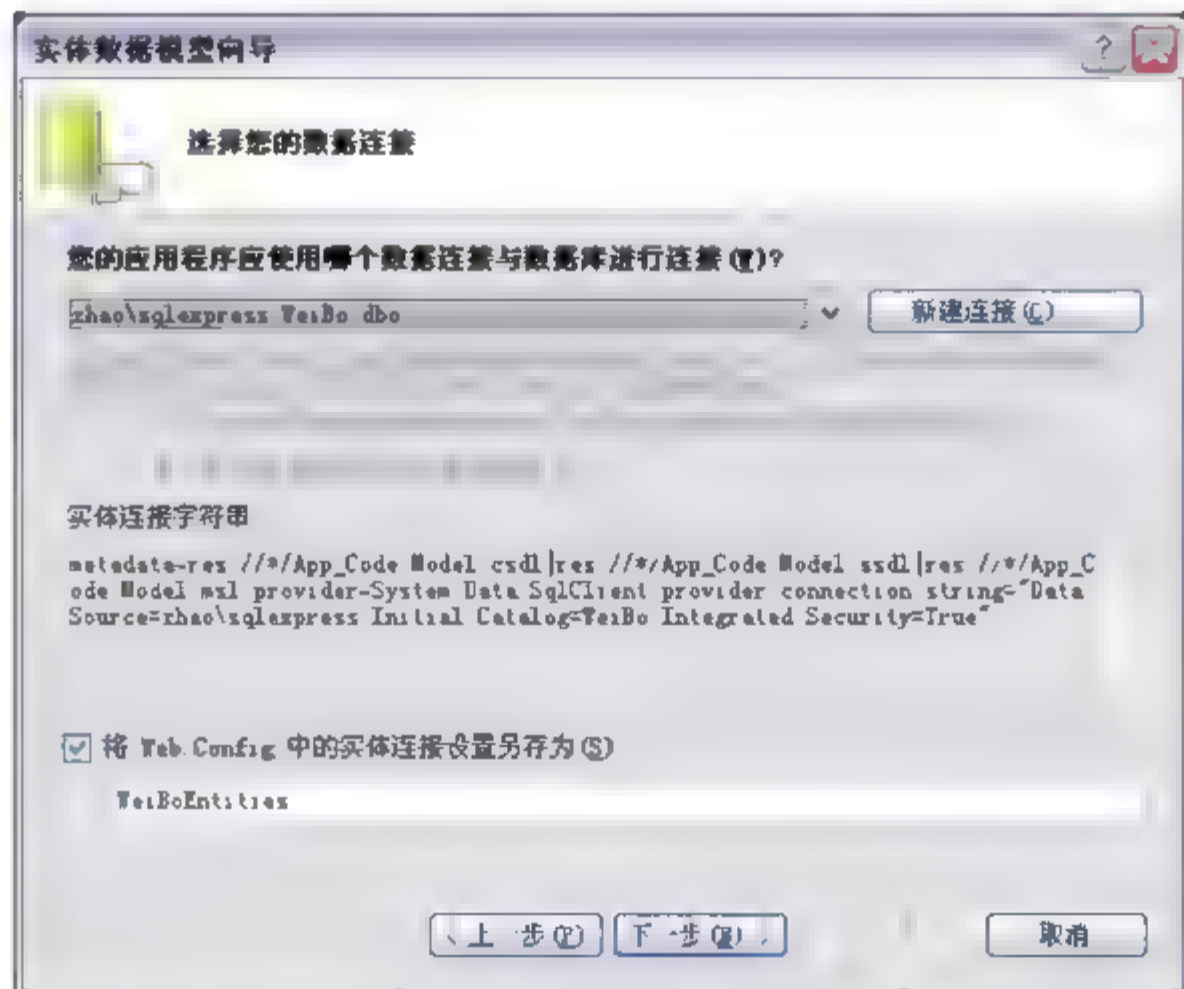 实体数据模型向导
选择您的数据连接
您的应用程序应使用哪个数据连接与数据库进行连接(W)?
zhao\sqlexpress WeiBo dbo
新建连接(C)
实体连接字符串
metadata=res //*/App_Code Model csdl|res //*/App_Code Model ssdl|res //*/App_C
ode Model msl provider=System Data SqlClient provider connection string="Data
Source=zhao\sqlexpress Initial Catalog=WeiBo Integrated Security=True"
将 Web.Config 中的实体连接设置另存为(S)
WeiBoEntities
<上一步(P)
下一步(N)>
取消